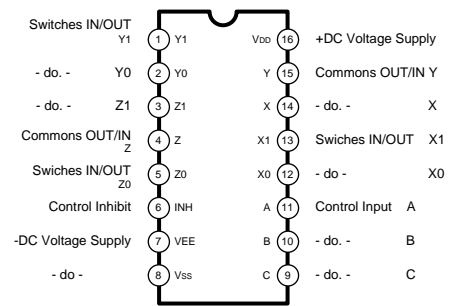 Switches IN/OUT
Y1 1 Y1 VDD 16 +DC Voltage Supply
- do. - Y0 2 Y0 Y 15 Commons OUT/IN Y
- do. - Z1 3 Z1 X 14 - do. - X
Commons OUT/IN
Z 4 Z X1 13 Swiches IN/OUT X1
Swiches IN/OUT
Z0 5 Z0 X0 12 - do - X0
Control Inhibit 6 INH A 11 Control Input A
-DC Voltage Supply 7 VEE B 10 - do. - B
- do - 8 Vss C 9 - do. - C